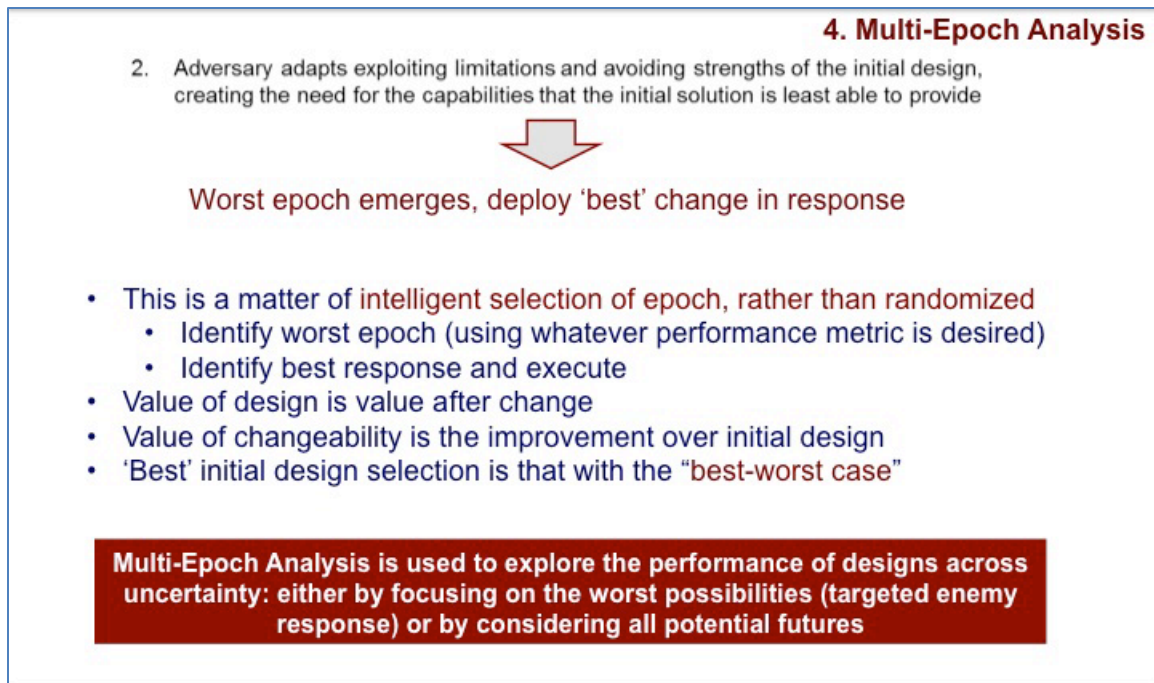 4. Multi-Epoch Analysis
2. Adversary adapts exploiting limitations and avoiding strengths of the initial design,
creating the need for the capabilities that the initial solution is least able to provide
Worst epoch emerges, deploy ‘best’ change in response
• This is a matter of intelligent selection of epoch, rather than randomized
• Identify worst epoch (using whatever performance metric is desired)
• Identify best response and execute
• Value of design is value after change
• Value of changeability is the improvement over initial design
• ‘Best’ initial design selection is that with the “best-worst case”
Multi-Epoch Analysis is used to explore the performance of designs across
uncertainty: either by focusing on the worst possibilities (targeted enemy
response) or by considering all potential futures